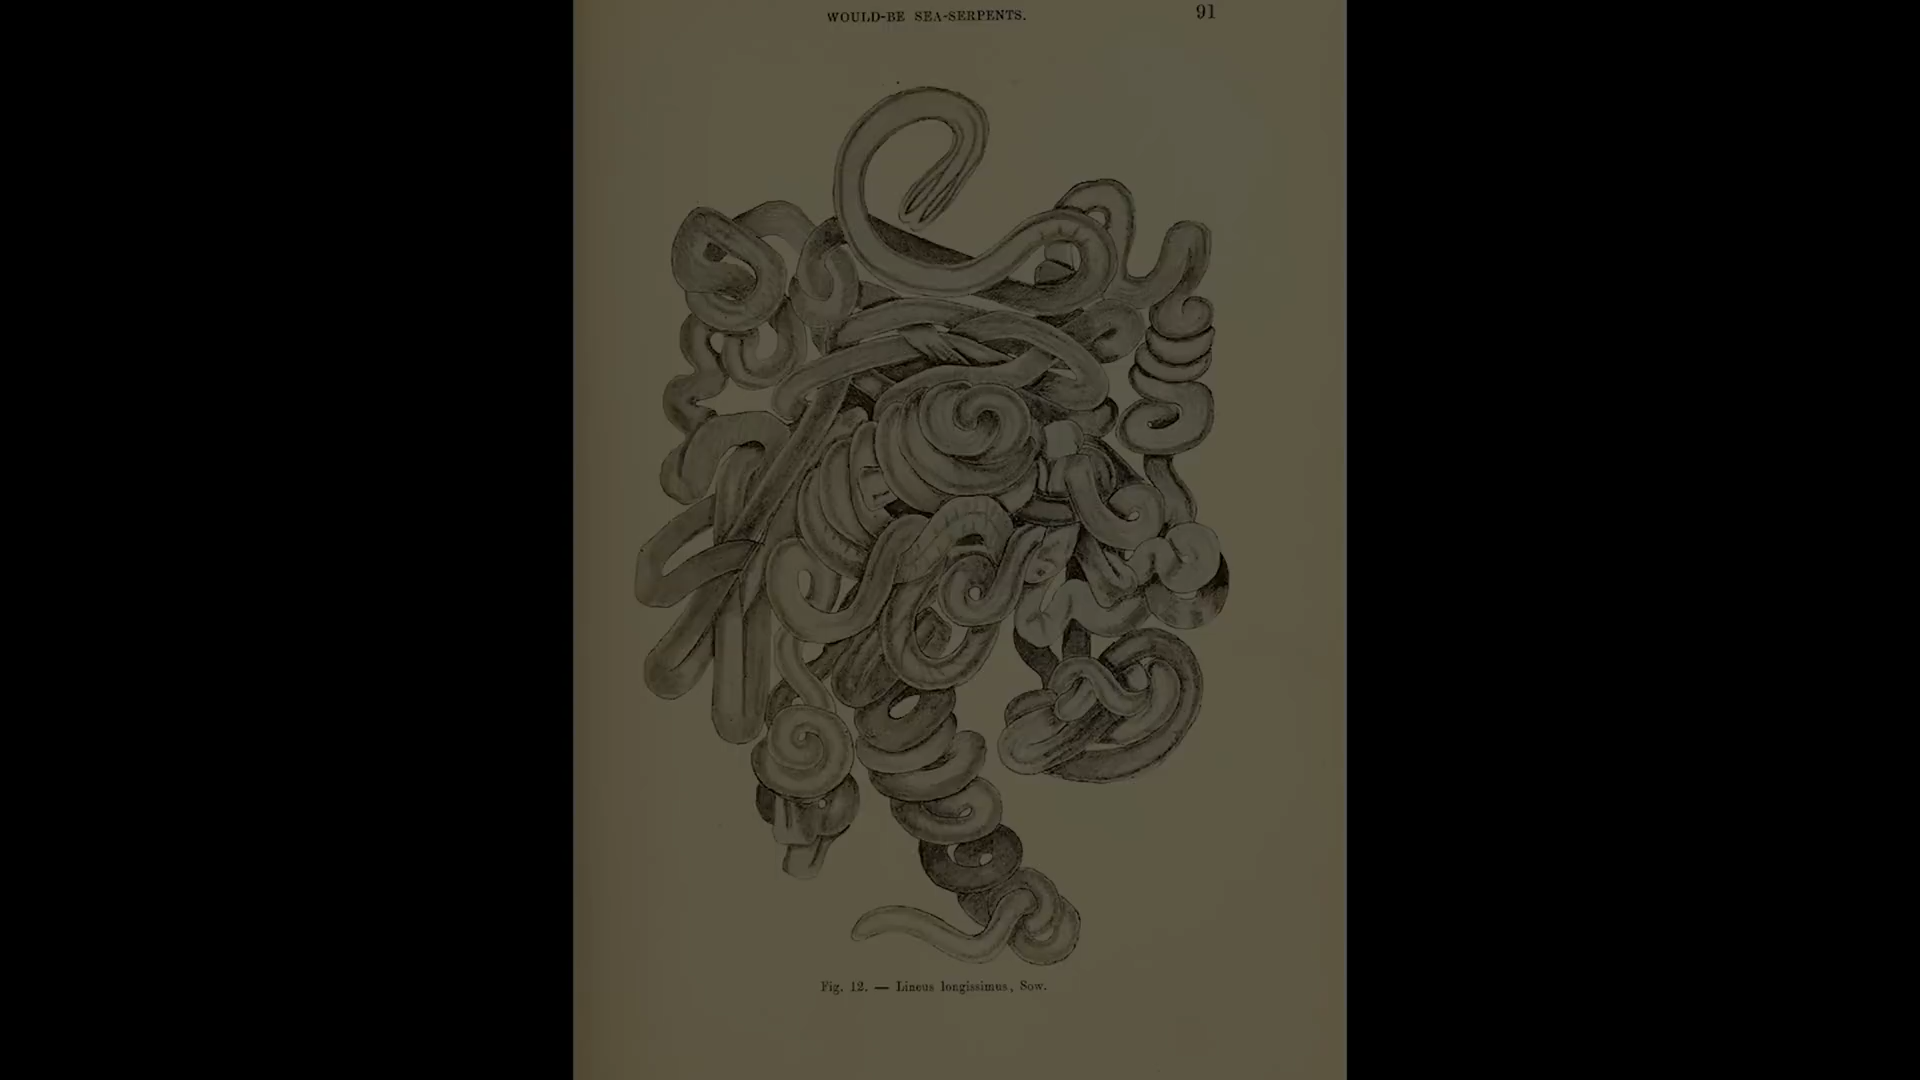 WOULD-BE SEA-SERPENTS. 91
Fig. 12. — Lineus longissimus, Sow.